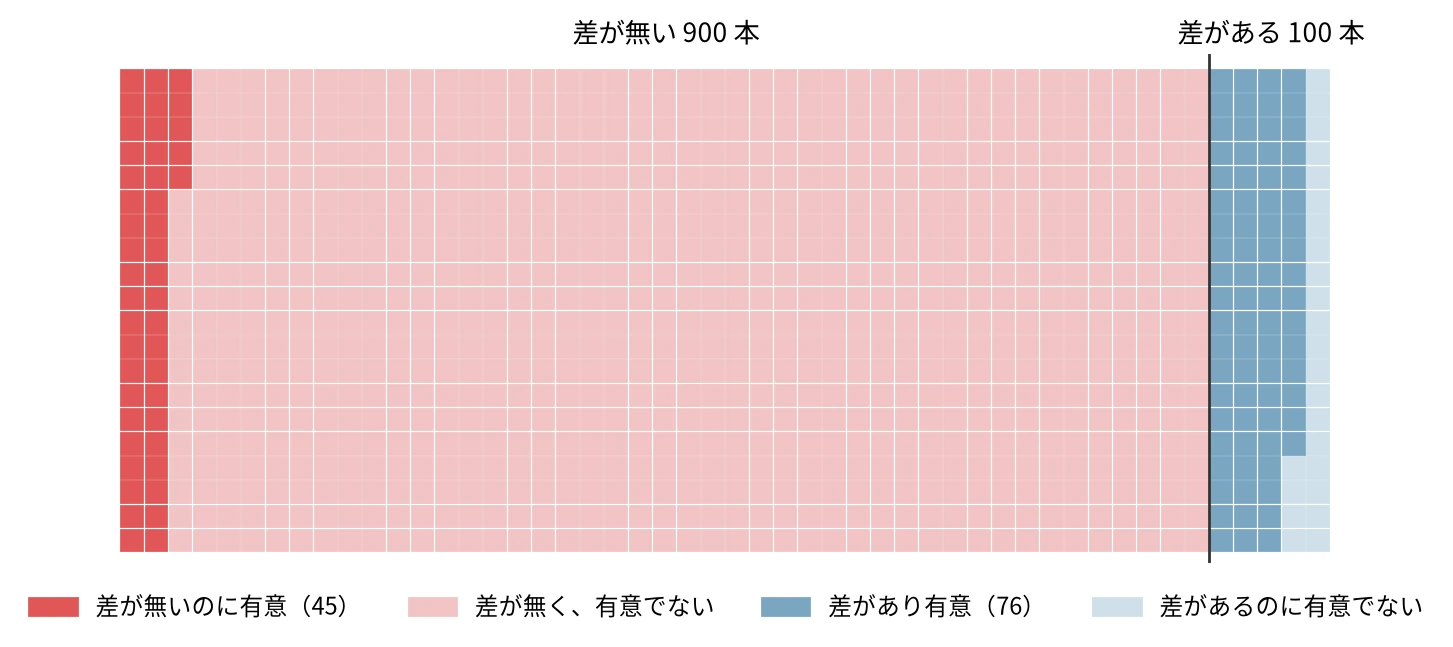 差が無い 900 本
差がある 100 本
差が無いのに有意（45）
差が無く、有意でない
差があり有意（76）
差があるのに有意でない